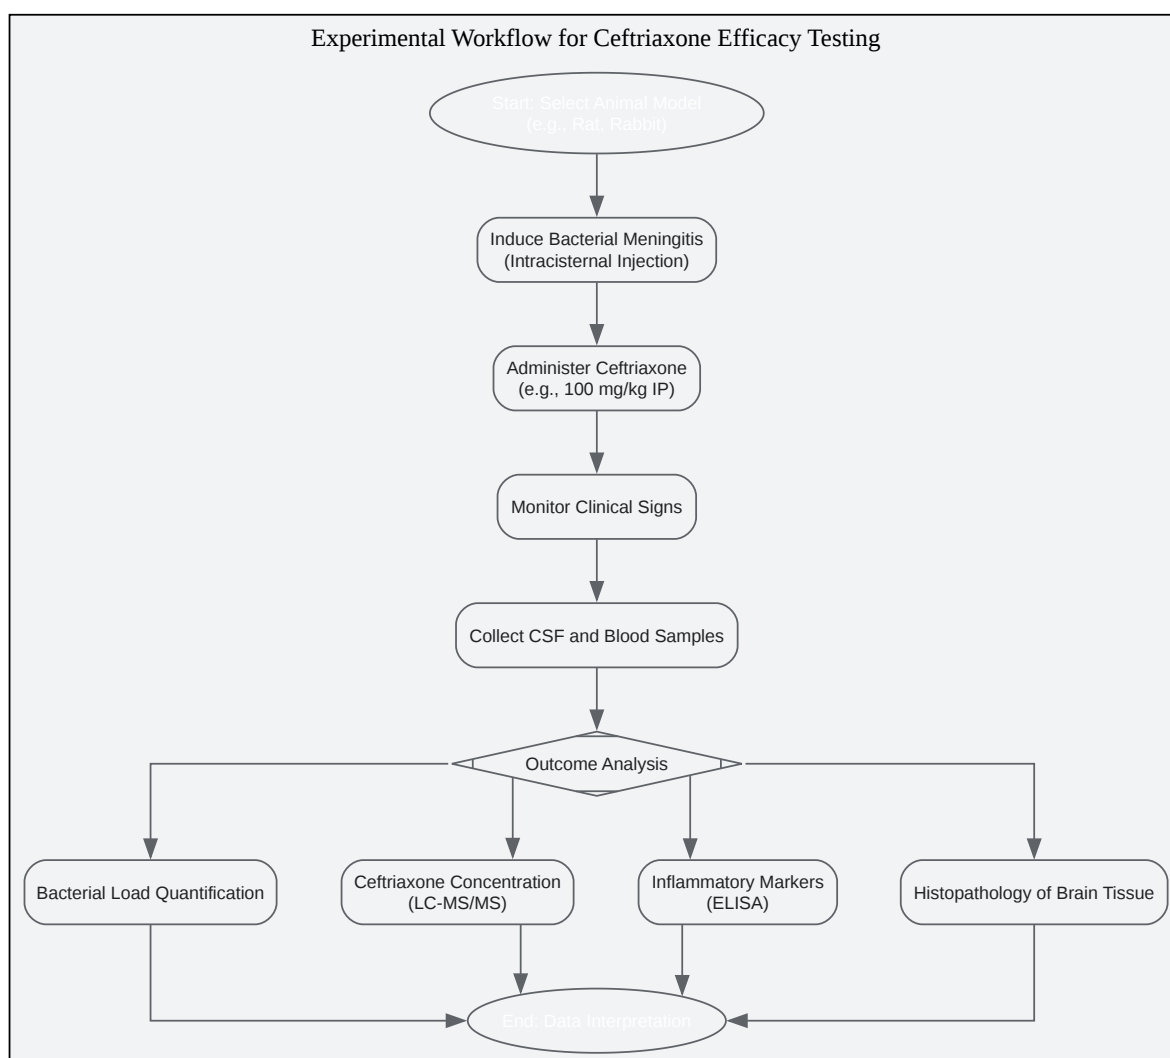 Experimental Workflow for Ceftriaxone Efficacy Testing
Start: Select Animal Model
(e.g., Rat, Rabbit)
Induce Bacterial Meningitis
(Intracisternal Injection)
Administer Ceftriaxone
(e.g., 100 mg/kg IP)
Monitor Clinical Signs
Collect CSF and Blood Samples
Outcome Analysis
Bacterial Load Quantification
Ceftriaxone Concentration
(LC-MS/MS)
Inflammatory Markers
(ELISA)
Histopathology of Brain Tissue
End: Data Interpretation